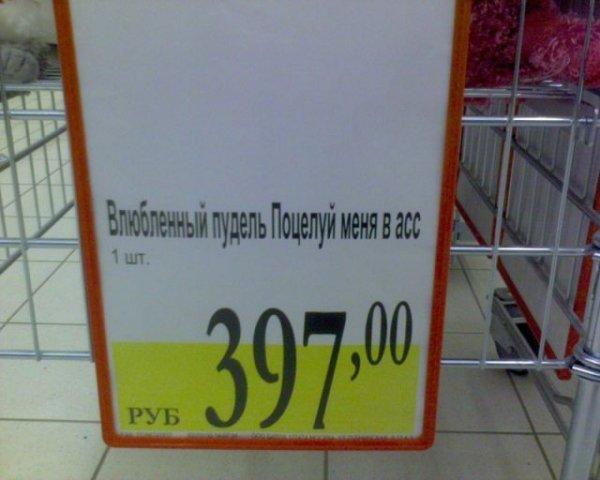 Влюбленный пудель Поцелуй меня в асс
1 шт.
397,00
РУБ